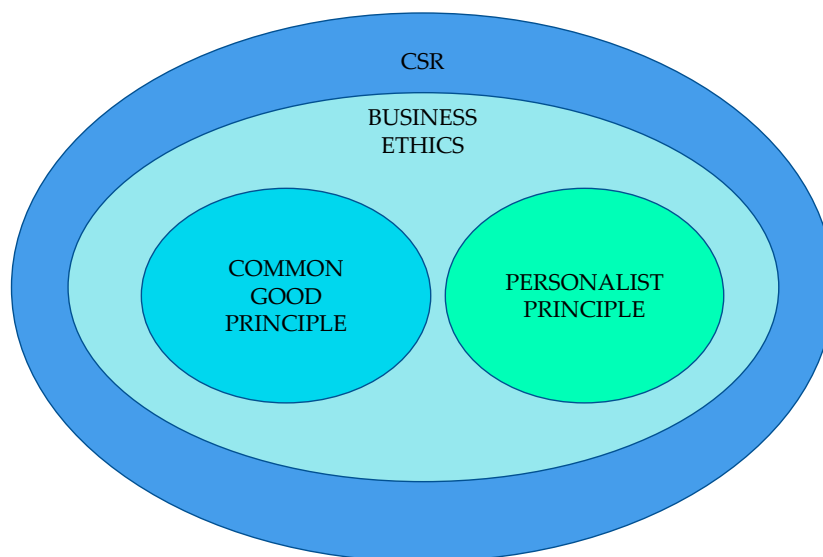 CSR
BUSINESS
ETHICS
COMMON
GOOD
PRINCIPLE
PERSONALIST
PRINCIPLE